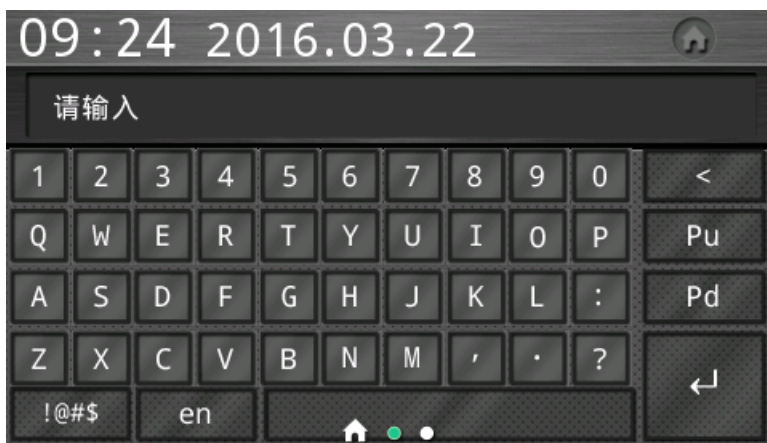 09:24 2016.03.22
请输入
1 2 3 4 5 6 7 8 9 0 <
Q W E R T Y U I O P Pu
A S D F G H J K L : Pd
Z X C V B N M , . ? ↵
!@#$ en